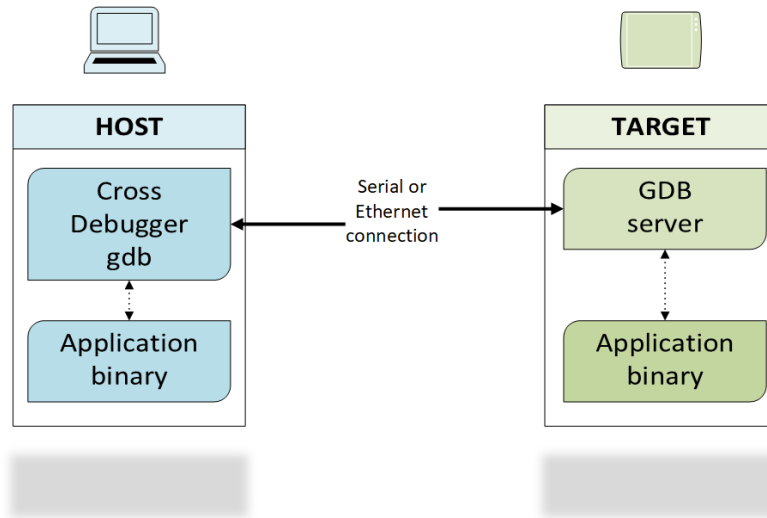 HOST
Cross
Debugger
gdb
Application
binary
Serial or
Ethernet
connection
TARGET
GDB
server
Application
binary